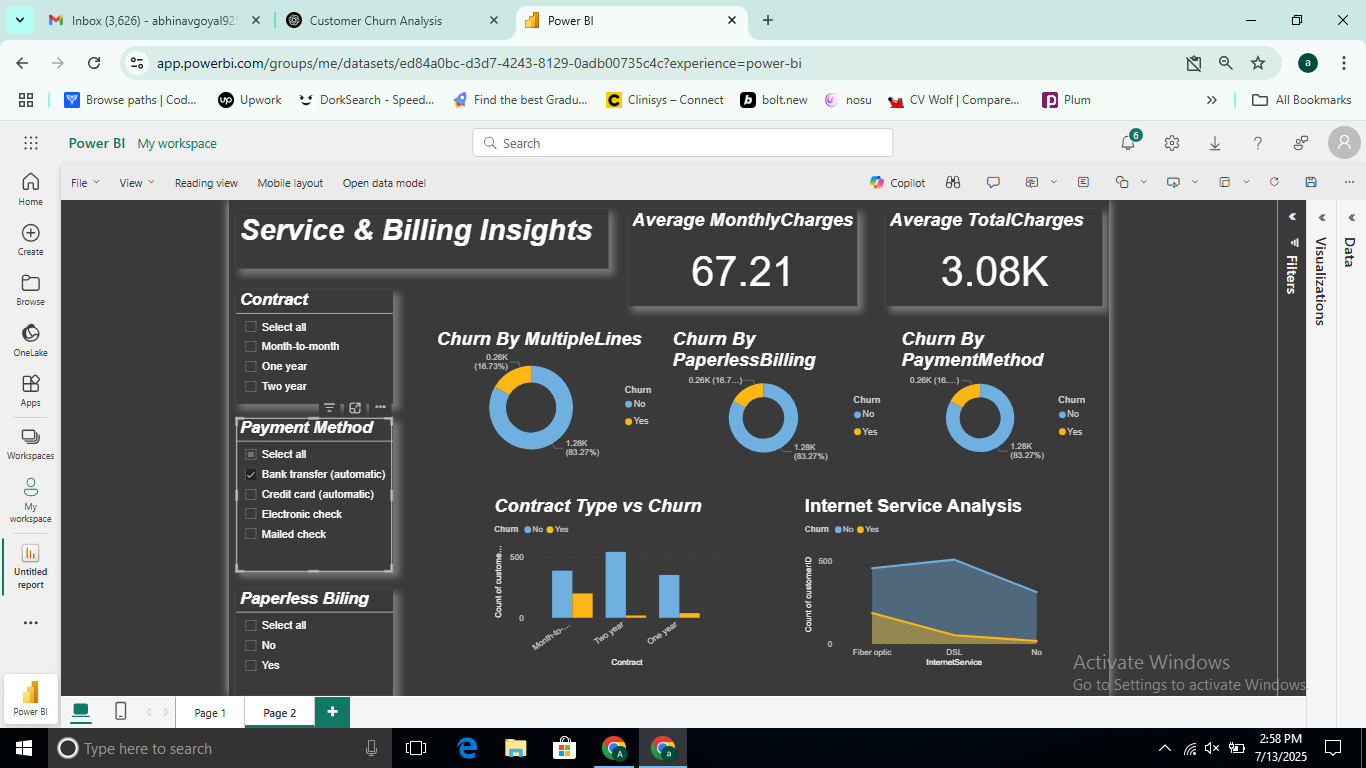 Inbox (3,626) - abhinavgoyal925
Customer Churn Analysis
Power BI
app.powerbi.com/groups/me/datasets/ed84a0bc-d3d7-4243-8129-0adb00735c4c?experience=power-bi
a
Browse paths | Cod...
up Upwork
DorkSearch - Speed...
Find the best Gradu...
Clinisys – Connect
b bolt.new
nosu
CV Wolf | Compare...
Plum
All Bookmarks
Power BI My workspace
Search
6
File View Reading view Mobile layout Open data model
Copilot
Home
Create
Browse
OneLake
Apps
Workspaces
My
workspace
Untitled
report
Power BI
Service & Billing Insights
Average MonthlyCharges
67.21
Average TotalCharges
3.08K
Filters
Visualizations
Data
Contract
Select all
Month-to-month
One year
Two year
Payment Method
Select all
Bank transfer (automatic)
Credit card (automatic)
Electronic check
Mailed check
Paperless Biling
Select all
No
Yes
Churn By MultipleLines
0.26K
(16.73%)
1.28K
(83.27%)
Churn
No
Yes
Churn By
PaperlessBilling
0.26K (16.7...)
1.28K
(83.27%)
Churn
No
Yes
Churn By
PaymentMethod
0.26K (16....)
1.28K
(83.27%)
Churn
No
Yes
Contract Type vs Churn
Churn No Yes
Count of custome...
500
0
Month-to-...
Two year
One year
Contract
Internet Service Analysis
Churn No Yes
Count of customerID
500
0
Fiber optic
DSL
No
InternetService
Activate Windows
Go to Settings to activate Windows.
Page 1
Page 2
Type here to search
2:58 PM
7/13/2025